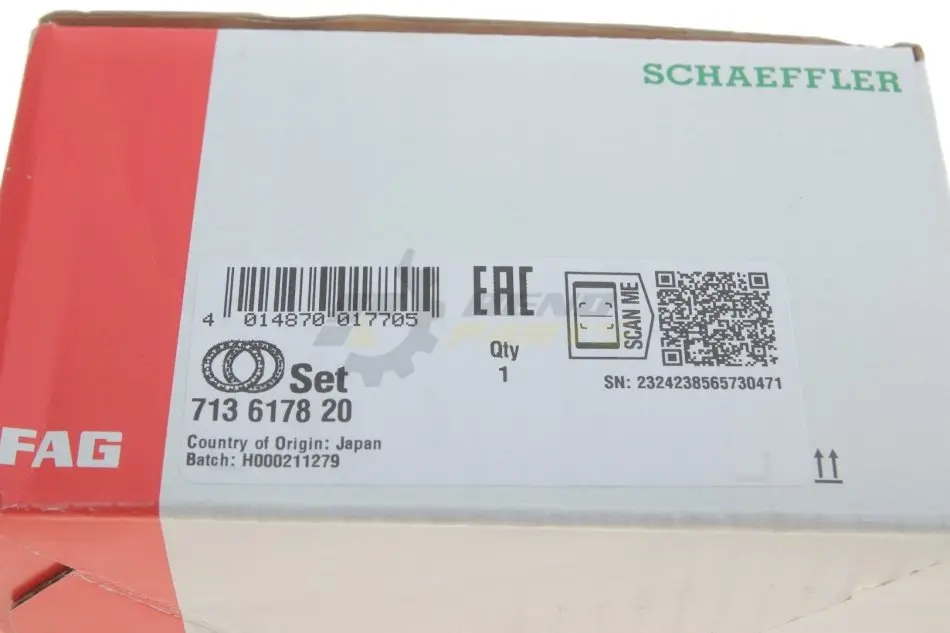 SCHAEFFLER
4 014870 017705
EAC
Qty
1
SCAN ME
SN: 2324238565730471
Set
713 6178 20
Country of Origin: Japan
Batch: H000211279
FAG